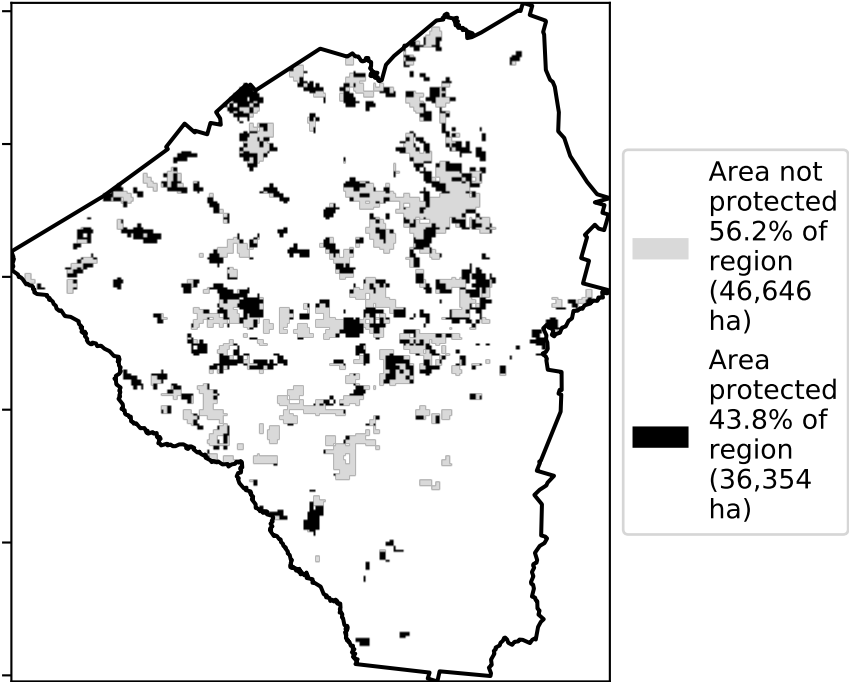 Area not
protected
56.2% of
region
(46,646
ha)
Area
protected
43.8% of
region
(36,354
ha)